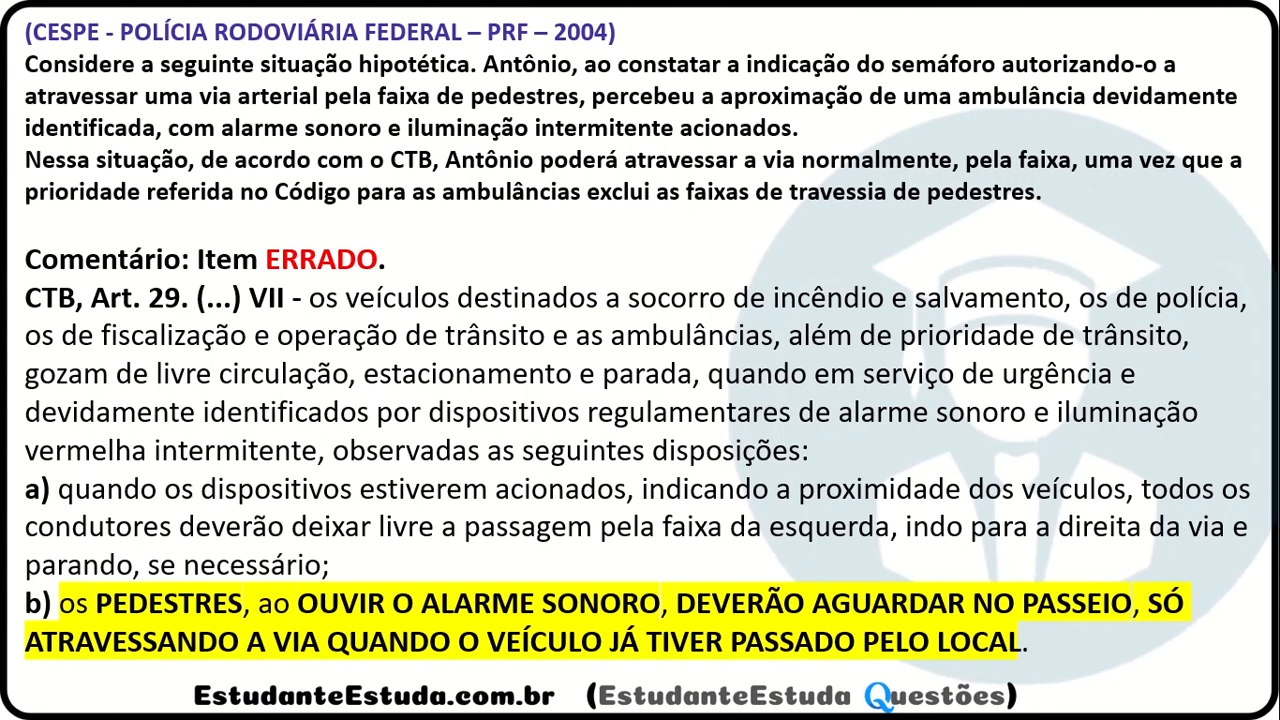 (CESPE - POLÍCIA RODOVIÁRIA FEDERAL – PRF – 2004)
Considere a seguinte situação hipotética. Antônio, ao constatar a indicação do semáforo autorizando-o a
atravessar uma via arterial pela faixa de pedestres, percebeu a aproximação de uma ambulância devidamente
identificada, com alarme sonoro e iluminação intermitente acionados.
Nessa situação, de acordo com o CTB, Antônio poderá atravessar a via normalmente, pela faixa, uma vez que a
prioridade referida no Código para as ambulâncias exclui as faixas de travessia de pedestres.
Comentário: Item ERRADO.
CTB, Art. 29. (...) VII - os veículos destinados a socorro de incêndio e salvamento, os de polícia,
os de fiscalização e operação de trânsito e as ambulâncias, além de prioridade de trânsito,
gozam de livre circulação, estacionamento e parada, quando em serviço de urgência e
devidamente identificados por dispositivos regulamentares de alarme sonoro e iluminação
vermelha intermitente, observadas as seguintes disposições:
a) quando os dispositivos estiverem acionados, indicando a proximidade dos veículos, todos os
condutores deverão deixar livre a passagem pela faixa da esquerda, indo para a direita da via e
parando, se necessário;
b) os PEDESTRES, ao OUVIR O ALARME SONORO, DEVERÃO AGUARDAR NO PASSEIO, SÓ
ATRAVESSANDO A VIA QUANDO O VEÍCULO JÁ TIVER PASSADO PELO LOCAL.
EstudanteEstuda.com.br (EstudanteEstuda Questões)